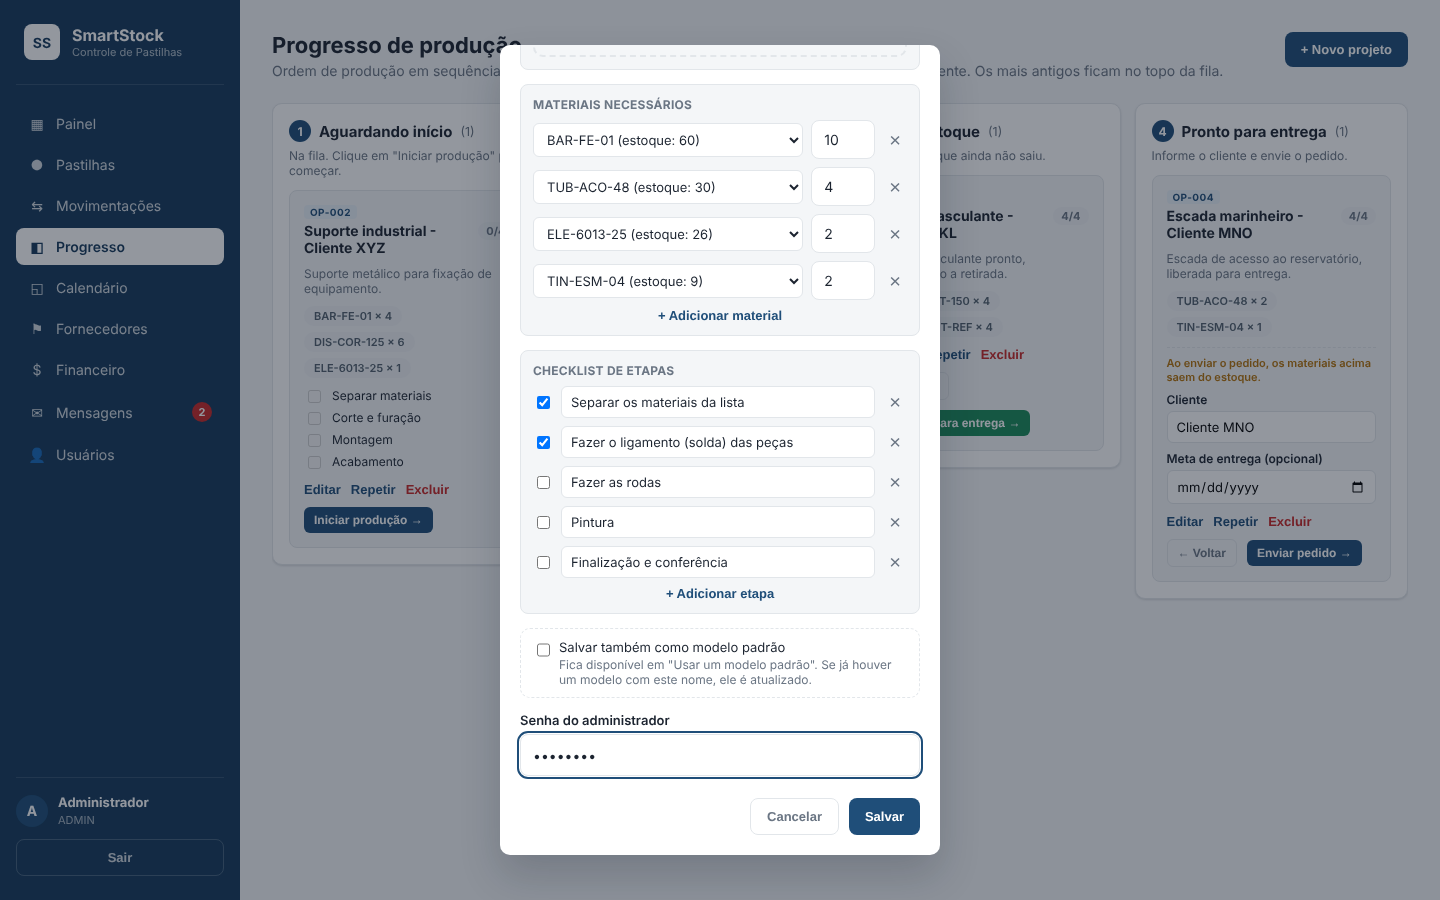 SS
SmartStock
Controle de Pastilhas
Painel
Pastilhas
Movimentações
Progresso
Calendário
Fornecedores
Financeiro
Mensagens
2
Usuários
A
Administrador
ADMIN
Sair
Progresso de produção
Ordem de produção em sequência
ente. Os mais antigos ficam no topo da fila.
+ Novo projeto
1 Aguardando início (1)
Na fila. Clique em "Iniciar produção"
começar.
OP-002
Suporte industrial -
Cliente XYZ
Suporte metálico para fixação de
equipamento.
BAR-FE-01 × 4
DIS-COR-125 × 6
ELE-6013-25 × 1
Separar materiais
Corte e furação
Montagem
Acabamento
Editar Repetir Excluir
Iniciar produção →
MATERIAIS NECESSÁRIOS
BAR-FE-01 (estoque: 60) 10 ×
TUB-ACO-48 (estoque: 30) 4 ×
ELE-6013-25 (estoque: 26) 2 ×
TIN-ESM-04 (estoque: 9) 2 ×
+ Adicionar material
CHECKLIST DE ETAPAS
Separar os materiais da lista ×
Fazer o ligamento (solda) das peças ×
Fazer as rodas ×
Pintura ×
Finalização e conferência ×
+ Adicionar etapa
Salvar também como modelo padrão
Fica disponível em "Usar um modelo padrão". Se já houver
um modelo com este nome, ele é atualizado.
Senha do administrador
••••••••
Cancelar
Salvar
toque (1)
que ainda não saiu.
asculante -
KL
4/4
culante pronto,
o a retirada.
T-150 × 4
T-REF × 4
epetir Excluir
ara entrega →
4 Pronto para entrega (1)
Informe o cliente e envie o pedido.
OP-004
Escada marinheiro -
Cliente MNO
4/4
Escada de acesso ao reservatório,
liberada para entrega.
TUB-ACO-48 × 2
TIN-ESM-04 × 1
Ao enviar o pedido, os materiais acima
saem do estoque.
Cliente
Cliente MNO
Meta de entrega (opcional)
mm/dd/yyyy
Editar Repetir Excluir
← Voltar
Enviar pedido →